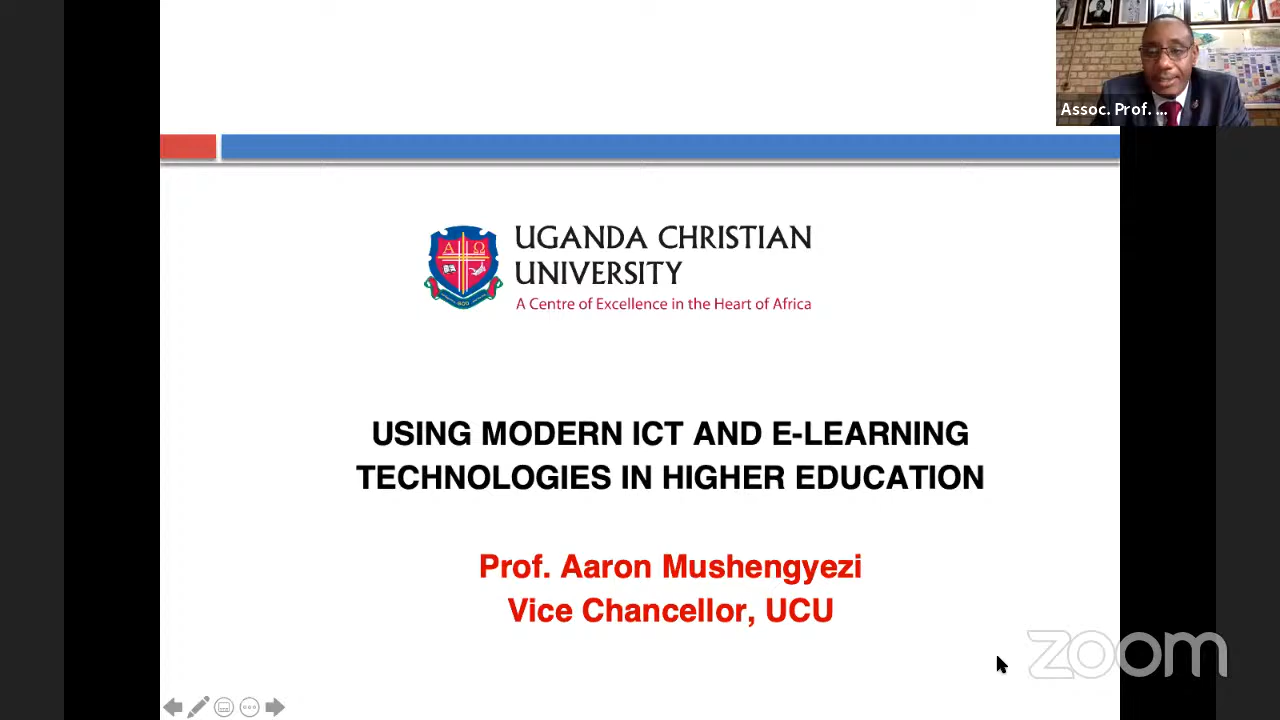 Assoc. Prof. ...
UGANDA CHRISTIAN
UNIVERSITY
A Centre of Excellence in the Heart of Africa
A Ω
USING MODERN ICT AND E-LEARNING
TECHNOLOGIES IN HIGHER EDUCATION
Prof. Aaron Mushengyezi
Vice Chancellor, UCU
zoom